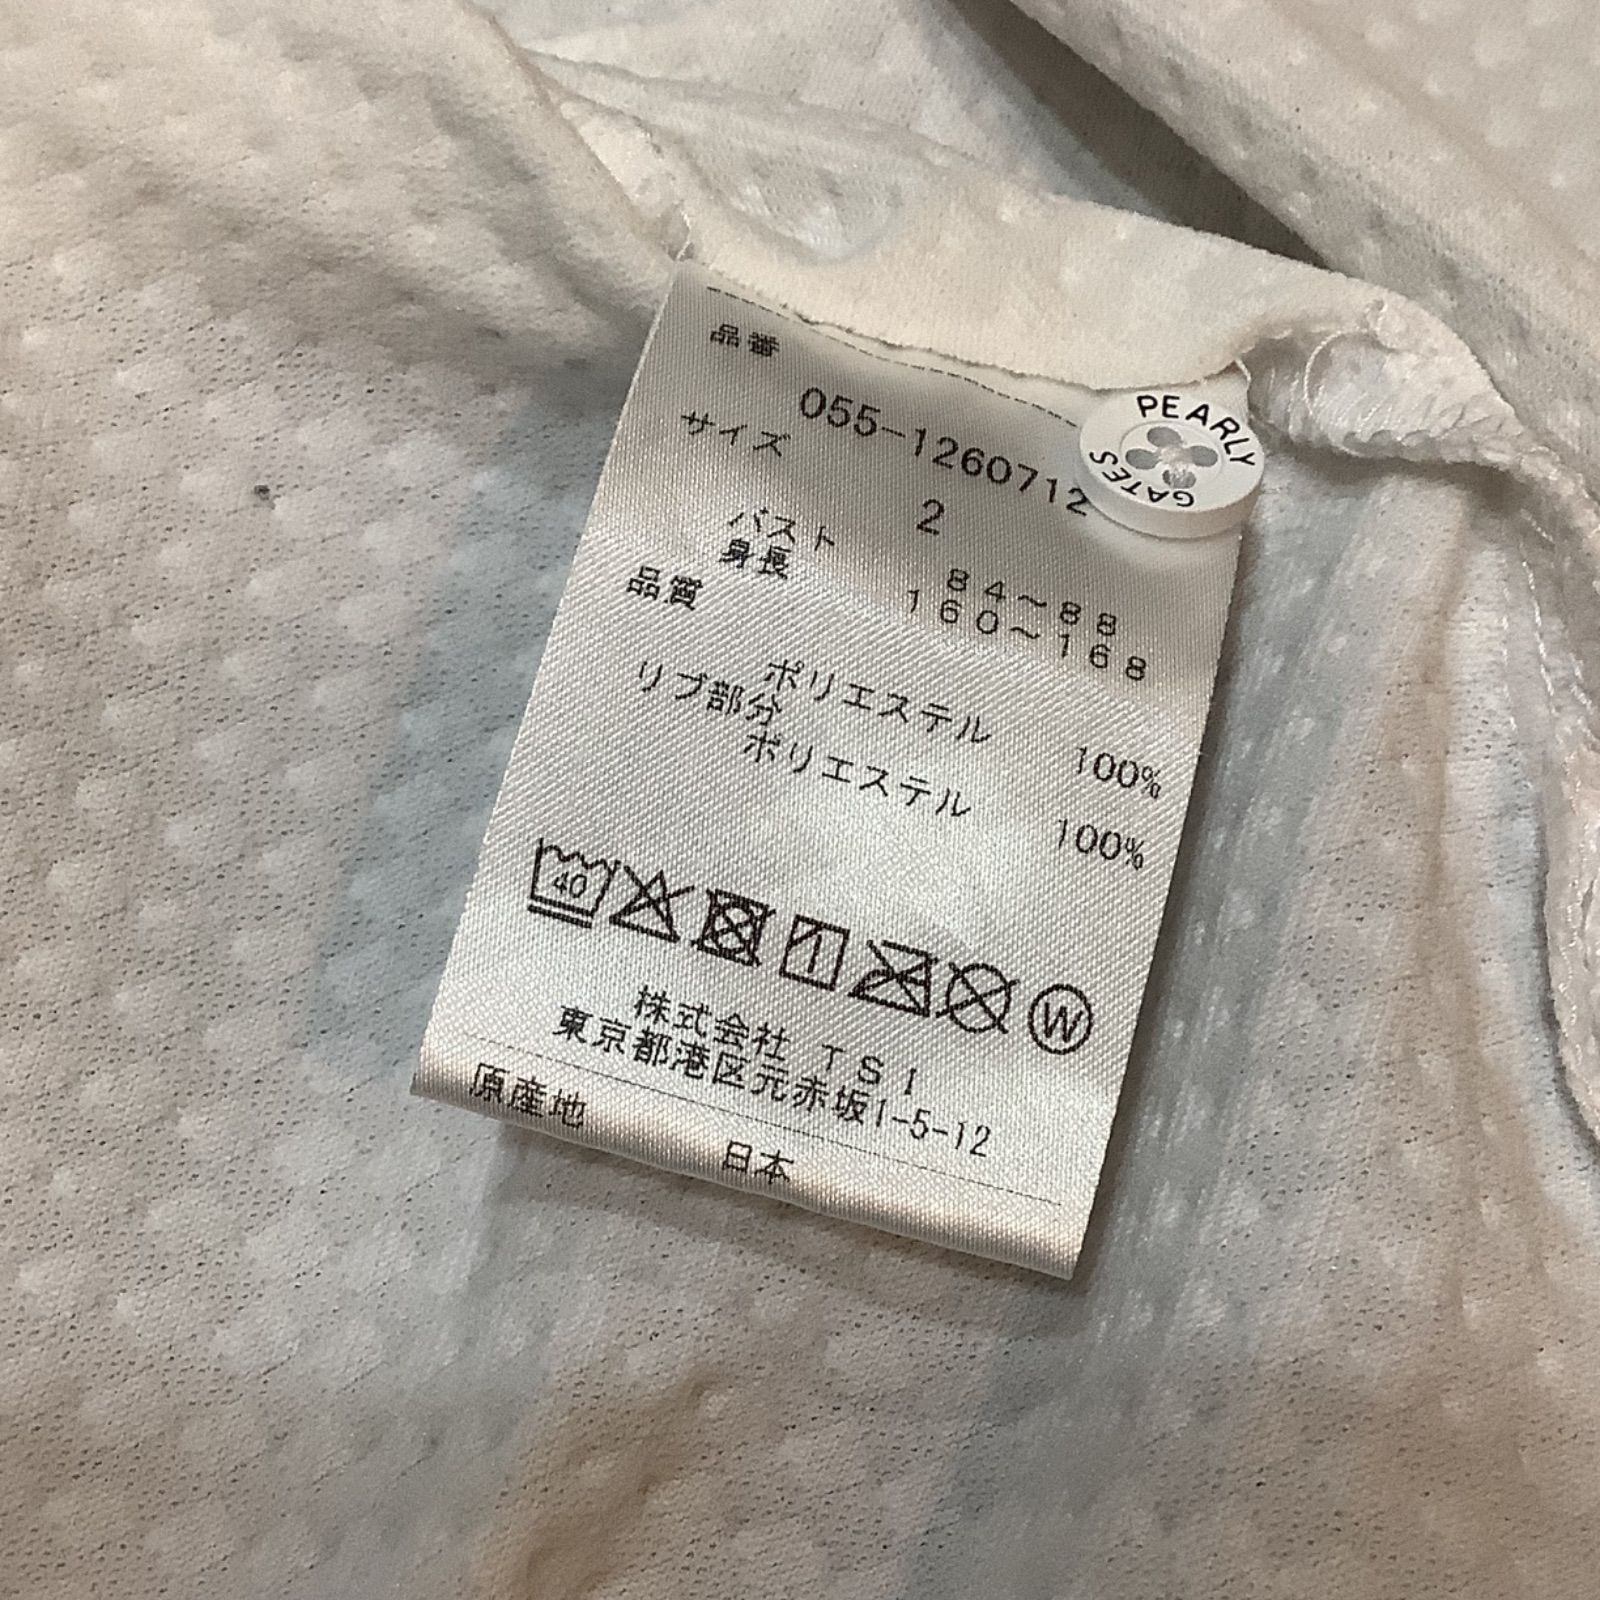 品番
055-1260712
サイズ
2
バスト 84～88
身長 160～168
品質
ポリエステル 100%
リブ部分
ポリエステル 100%
40
W
株式会社 TSI
東京都港区元赤坂1-5-12
原産地
日本
PEARLY
GATES